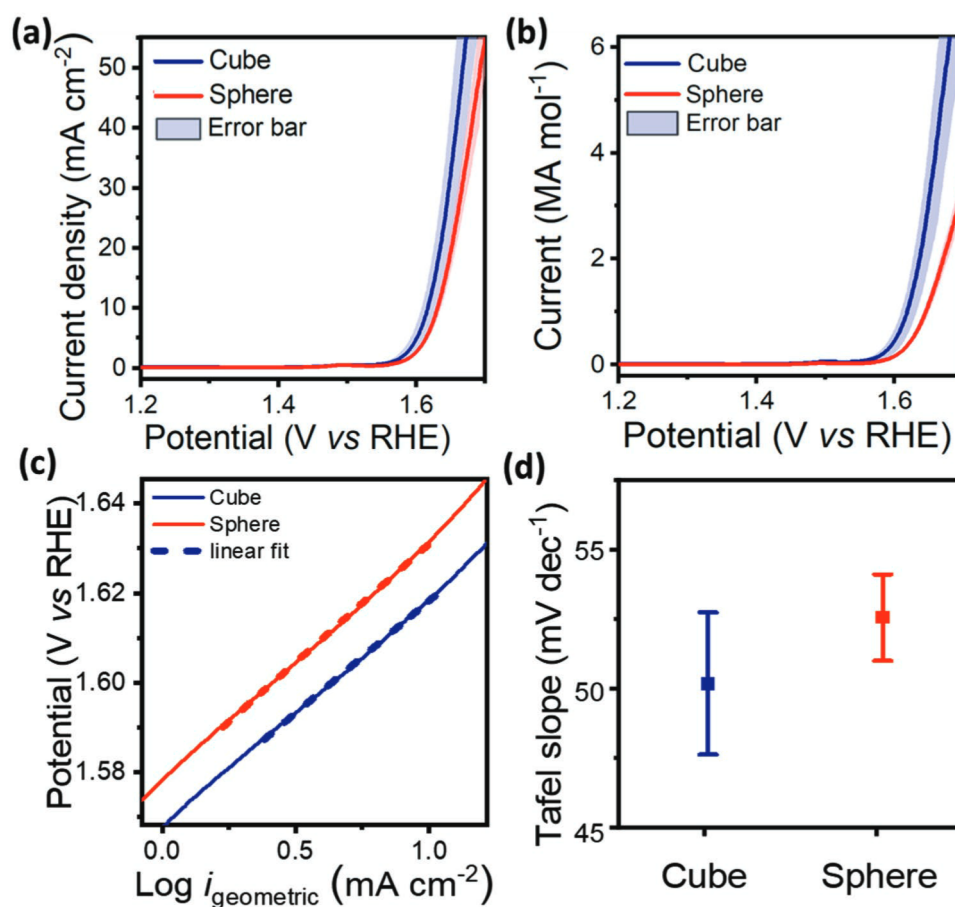 (a)
Cube
Sphere
Error bar
Current density (mA cm-2)
50
40
30
20
10
0
1.2
1.4
1.6
Potential (V vs RHE)
(b)
Cube
Sphere
Error bar
Current (MA mol-1)
6
4
2
0
1.2
1.4
1.6
Potential (V vs RHE)
(c)
Cube
Sphere
linear fit
Potential (V vs RHE)
1.64
1.62
1.60
1.58
0.0
0.5
1.0
Log igeometric (mA cm-2)
(d)
Tafel slope (mV dec-1)
55
50
45
Cube
Sphere